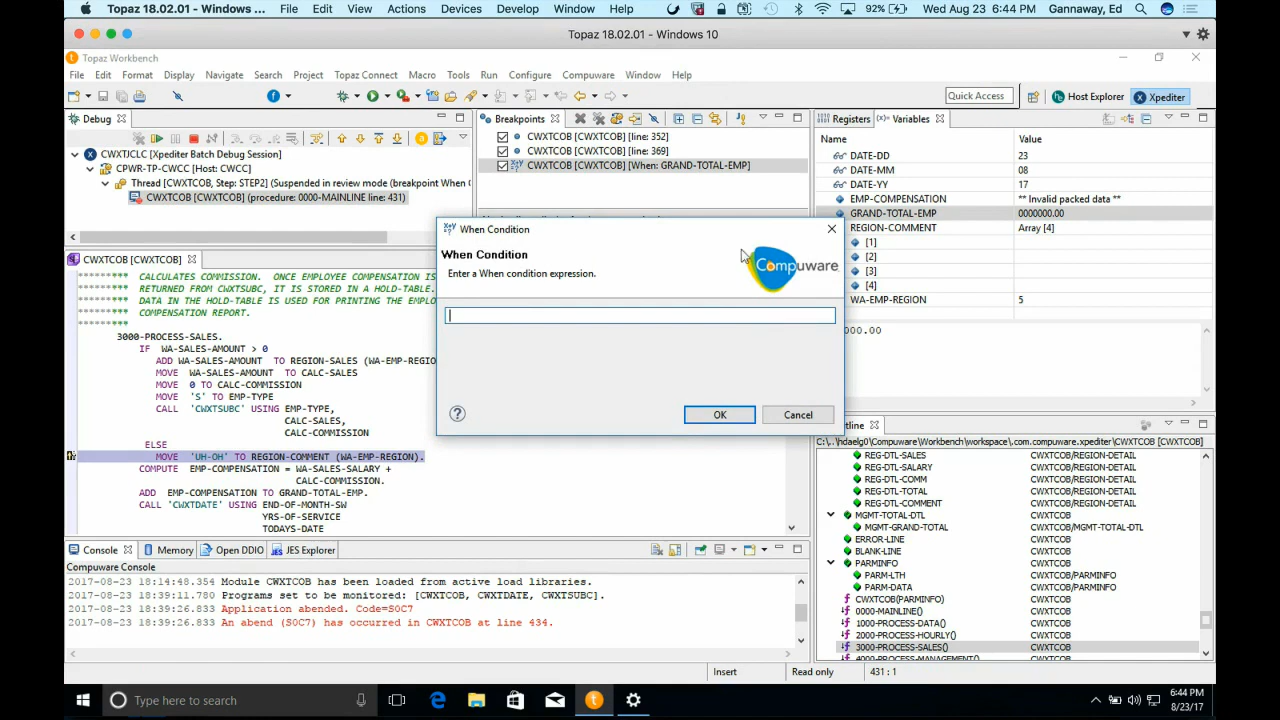 Topaz 18.02.01 - Windows ... File Edit View Actions Devices Develop Window Help 92% Wed Aug 23 6:44 PM Gannaway, Ed
Topaz 18.02.01 - Windows 10
Topaz Workbench
File Edit Format Display Navigate Search Project Topaz Connect Macro Tools Run Configure Compuware Window Help
Quick Access Host Explorer Xpediter
Debug
CWXTJCLC [Xpediter Batch Debug Session]
CPWR-TP-CWCC [Host: CWCC]
Thread [CWXTCOB, Step: STEP2] (Suspended in review mode (breakpoint When G
CWXTCOB [CWXTCOB] (procedure: 0000-MAINLINE line: 431)
Breakpoints
CWXTCOB [CWXTCOB] [line: 352]
CWXTCOB [CWXTCOB] [line: 369]
CWXTCOB [CWXTCOB] [When: GRAND-TOTAL-EMP]
Registers Variables
Name Value
DATE-DD 23
DATE-MM 08
DATE-YY 17
EMP-COMPENSATION ** Invalid packed data **
GRAND-TOTAL-EMP 0000000.00
REGION-COMMENT Array [4]
[1]
[2]
[3]
[4]
WA-EMP-REGION 5
000.00
When Condition
When Condition
Enter a When condition expression.
Compuware
OK Cancel
CWXTCOB [CWXTCOB]
******** CALCULATES COMMISSION. ONCE EMPLOYEE COMPENSATION IS
******** RETURNED FROM CWXTSUBC, IT IS STORED IN A HOLD-TABLE.
******** DATA IN THE HOLD-TABLE IS USED FOR PRINTING THE EMPLO
******** COMPENSATION REPORT.
********
3000-PROCESS-SALES.
IF WA-SALES-AMOUNT > 0
ADD WA-SALES-AMOUNT TO REGION-SALES (WA-EMP-REGIO
MOVE WA-SALES-AMOUNT TO CALC-SALES
MOVE 0 TO CALC-COMMISSION
MOVE 'S' TO EMP-TYPE
CALL 'CWXTSUBC' USING EMP-TYPE,
CALC-SALES,
CALC-COMMISSION
ELSE
MOVE 'UH-OH' TO REGION-COMMENT (WA-EMP-REGION).
COMPUTE EMP-COMPENSATION = WA-SALES-SALARY +
CALC-COMMISSION.
ADD EMP-COMPENSATION TO GRAND-TOTAL-EMP.
CALL 'CWXTDATE' USING END-OF-MONTH-SW
YRS-OF-SERVICE
TODAYS-DATE
utline
C:\..\hdaelg0\Compuware\Workbench\workspace\.com.compuware.xpediter\CWXTCOB [CWXTCOB]
REG-DTL-SALES CWXTCOB/REGION-DETAIL
REG-DTL-SALARY CWXTCOB/REGION-DETAIL
REG-DTL-COMM CWXTCOB/REGION-DETAIL
REG-DTL-TOTAL CWXTCOB/REGION-DETAIL
REG-DTL-COMMENT CWXTCOB/REGION-DETAIL
MGMT-TOTAL-DTL CWXTCOB
MGMT-GRAND-TOTAL CWXTCOB/MGMT-TOTAL-DTL
ERROR-LINE CWXTCOB
BLANK-LINE CWXTCOB
PARMINFO CWXTCOB
PARM-LTH CWXTCOB/PARMINFO
PARM-DATA CWXTCOB/PARMINFO
CWXTCOB(PARMINFO) CWXTCOB
0000-MAINLINE() CWXTCOB
1000-PROCESS-DATA() CWXTCOB
2000-PROCESS-HOURLY() CWXTCOB
3000-PROCESS-SALES() CWXTCOB
4000-PROCESS-MANAGEMENT() CWXTCOB
Console Memory Open DDIO JES Explorer
Compuware Console
2017-08-23 18:14:48.354 Module CWXTCOB has been loaded from active load libraries.
2017-08-23 18:39:11.780 Programs set to be monitored: [CWXTCOB, CWXTDATE, CWXTSUBC].
2017-08-23 18:39:26.833 Application abended. Code=S0C7
2017-08-23 18:39:26.833 An abend (S0C7) has occurred in CWXTCOB at line 434.
Insert Read only 431 : 1
Type here to search
6:44 PM
8/23/17